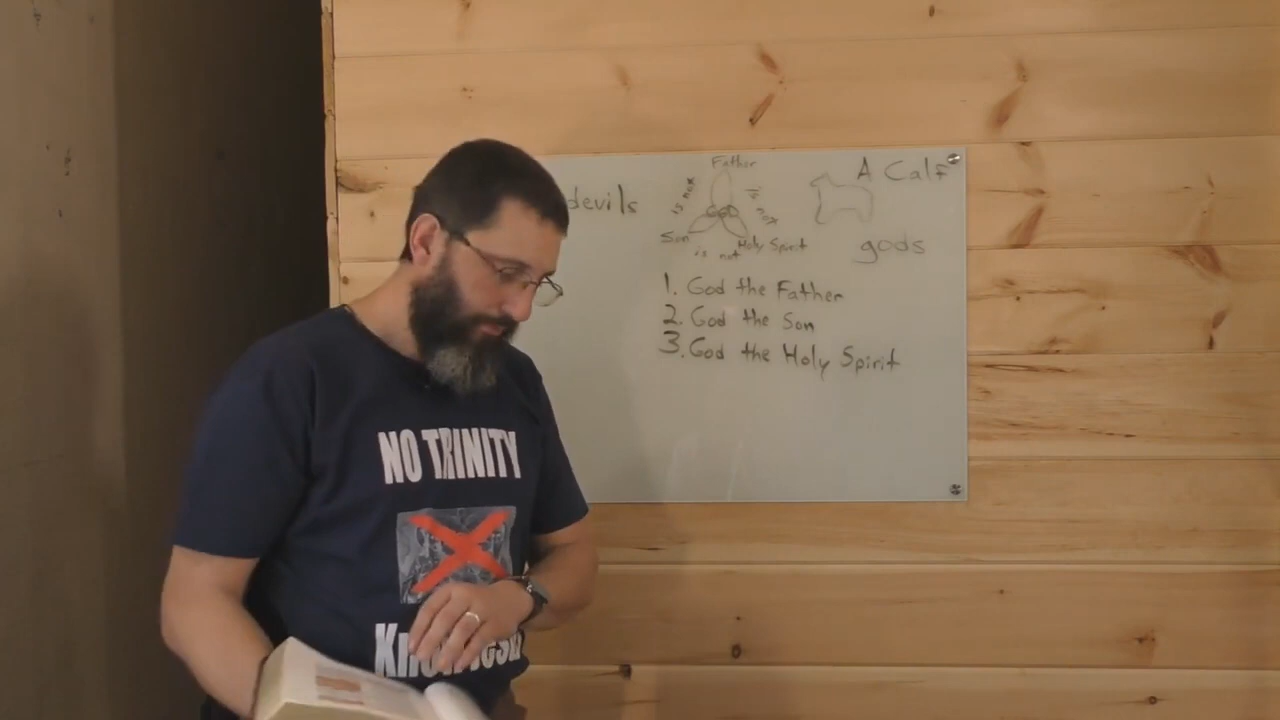 devils
Father
is not
is not
God
Son
Holy Spirit
is not
A Calf
gods
1. God the Father
2. God the Son
3. God the Holy Spirit
NO TRINITY